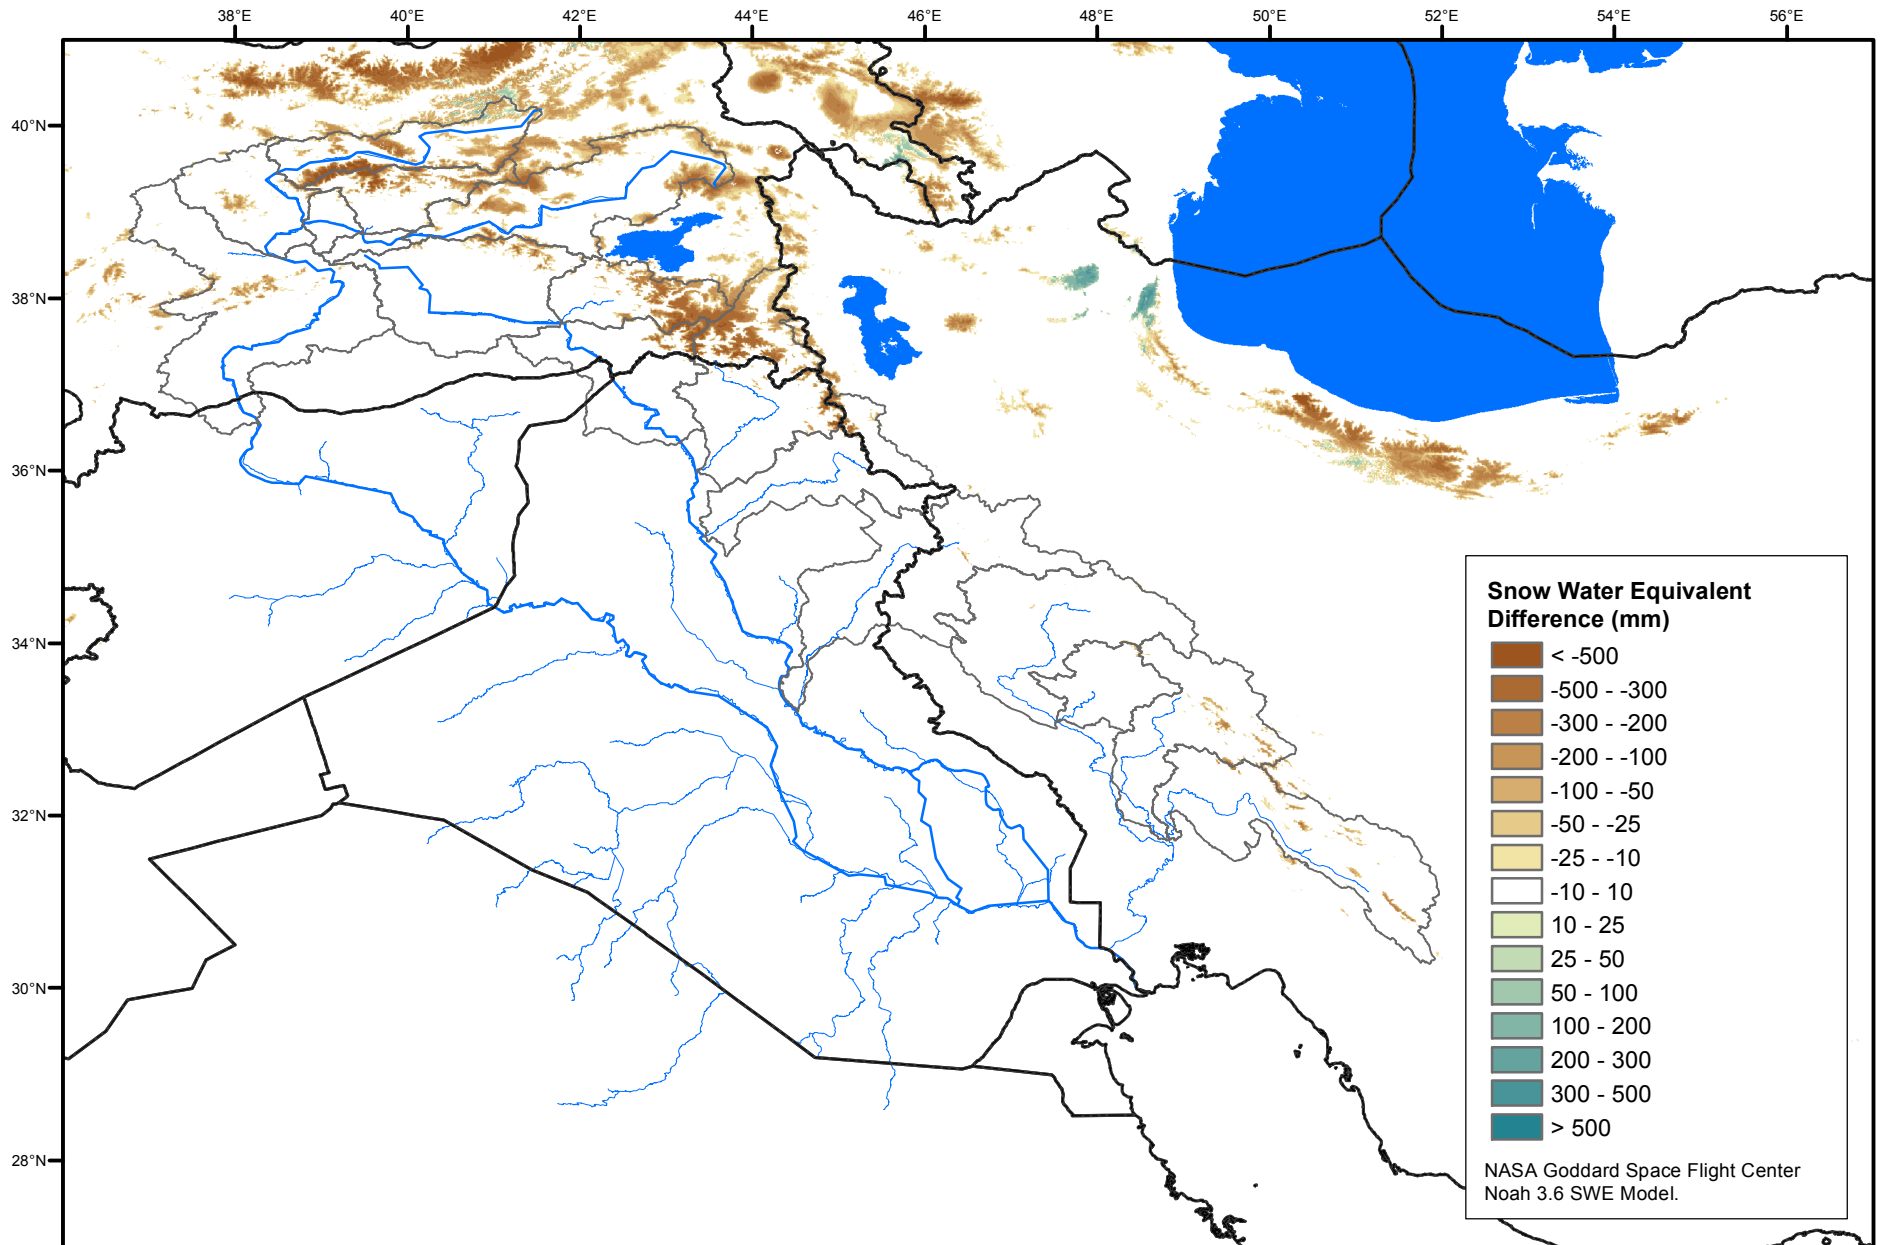 38°E 40°E 42°E 44°E 46°E 48°E 50°E 52°E 54°E 56°E
40°N
38°N
36°N
34°N
32°N
30°N
28°N
Snow Water Equivalent
Difference (mm)
< -500
-500 - -300
-300 - -200
-200 - -100
-100 - -50
-50 - -25
-25 - -10
-10 - 10
10 - 25
25 - 50
50 - 100
100 - 200
200 - 300
300 - 500
> 500
NASA Goddard Space Flight Center
Noah 3.6 SWE Model.